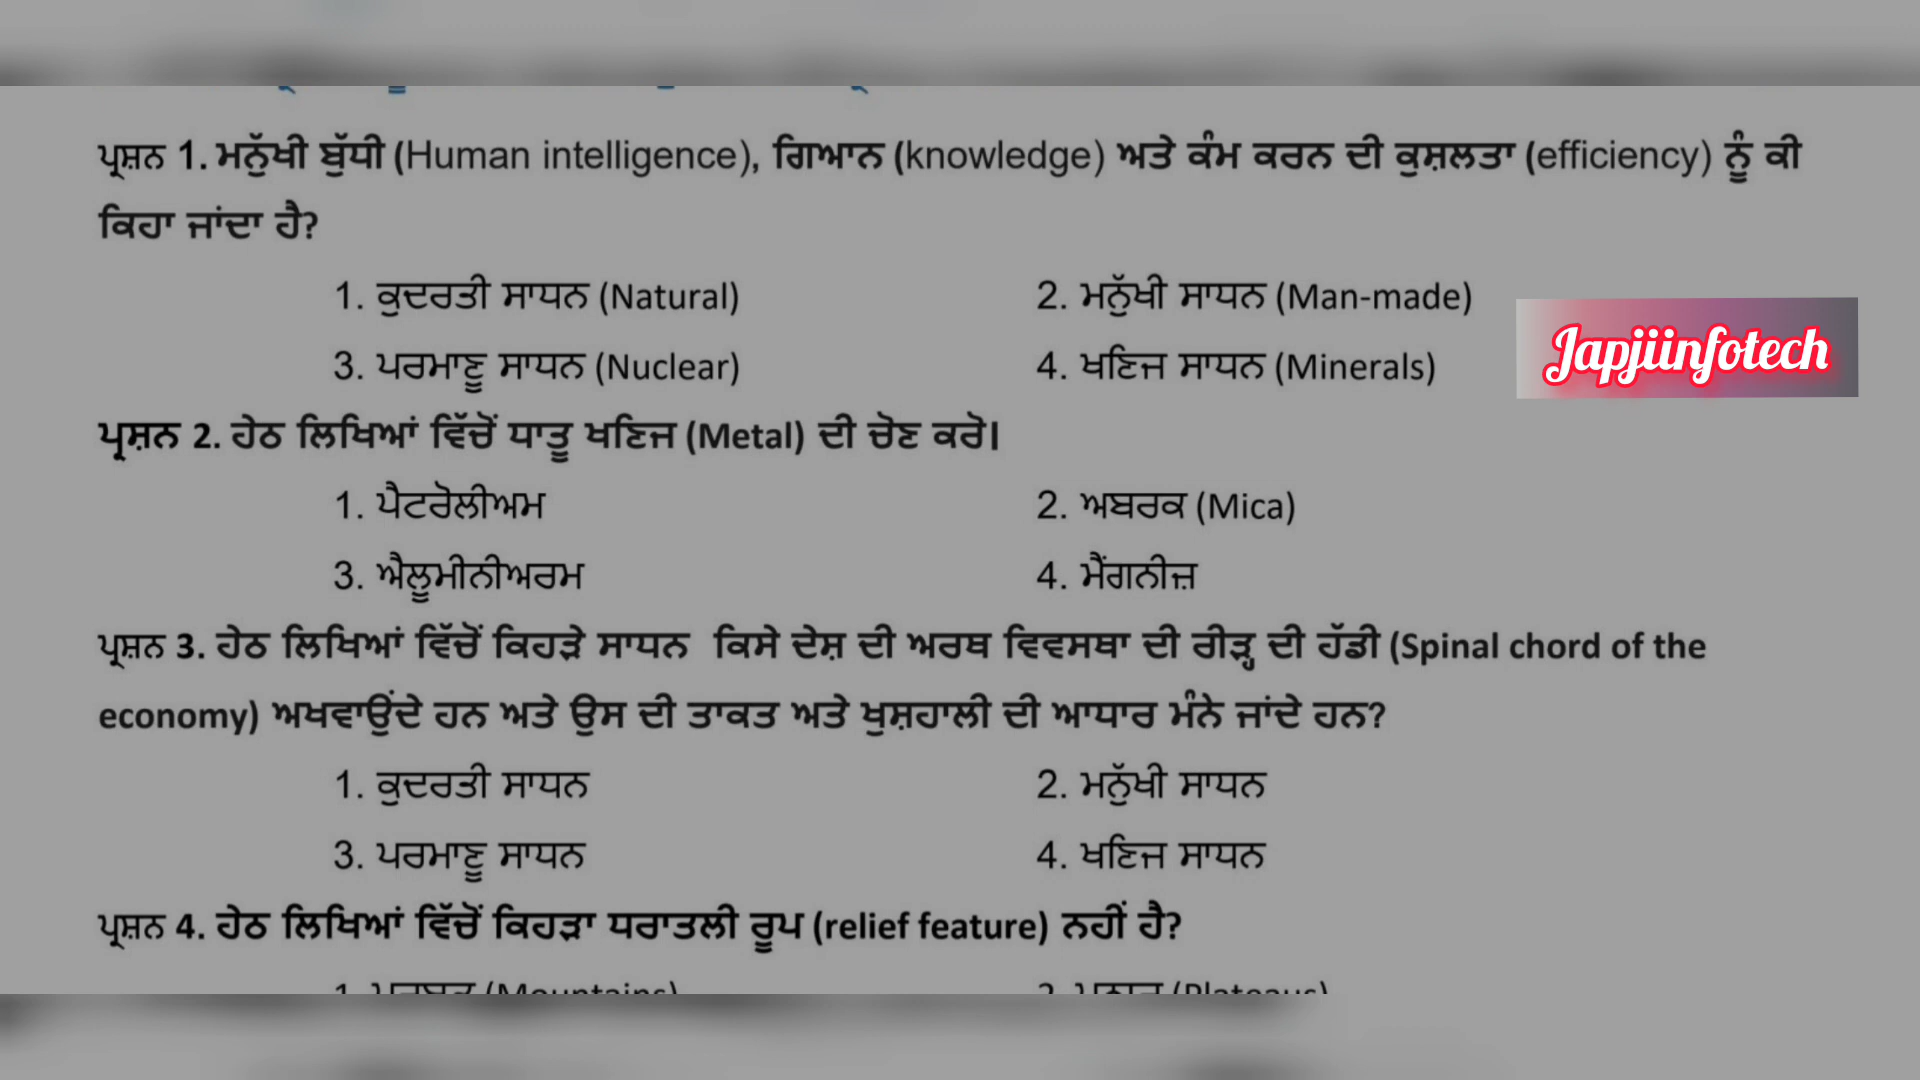 ਪ੍ਰਸ਼ਨ 1. ਮਨੁੱਖੀ ਬੁੱਧੀ (Human intelligence), ਗਿਆਨ (knowledge) ਅਤੇ ਕੰਮ ਕਰਨ ਦੀ ਕੁਸ਼ਲਤਾ (efficiency) ਨੂੰ ਕੀ
ਕਿਹਾ ਜਾਂਦਾ ਹੈ?
1. ਕੁਦਰਤੀ ਸਾਧਨ (Natural) 2. ਮਨੁੱਖੀ ਸਾਧਨ (Man-made)
Japjiinfotech
3. ਪਰਮਾਣੂ ਸਾਧਨ (Nuclear) 4. ਖਣਿਜ ਸਾਧਨ (Minerals)
ਪ੍ਰਸ਼ਨ 2. ਹੇਠ ਲਿਖਿਆਂ ਵਿੱਚੋਂ ਧਾਤੂ ਖਣਿਜ (Metal) ਦੀ ਚੋਣ ਕਰੋ।
1. ਪੈਟਰੋਲੀਅਮ 2. ਅਬਰਕ (Mica)
3. ਐਲੂਮੀਨੀਅਰਮ 4. ਮੈਂਗਨੀਜ਼
ਪ੍ਰਸ਼ਨ 3. ਹੇਠ ਲਿਖਿਆਂ ਵਿੱਚੋਂ ਕਿਹੜੇ ਸਾਧਨ ਕਿਸੇ ਦੇਸ਼ ਦੀ ਅਰਥ ਵਿਵਸਥਾ ਦੀ ਰੀੜ੍ਹ ਦੀ ਹੱਡੀ (Spinal chord of the
economy) ਅਖਵਾਉਂਦੇ ਹਨ ਅਤੇ ਉਸ ਦੀ ਤਾਕਤ ਅਤੇ ਖੁਸ਼ਹਾਲੀ ਦੀ ਆਧਾਰ ਮੰਨੇ ਜਾਂਦੇ ਹਨ?
1. ਕੁਦਰਤੀ ਸਾਧਨ 2. ਮਨੁੱਖੀ ਸਾਧਨ
3. ਪਰਮਾਣੂ ਸਾਧਨ 4. ਖਣਿਜ ਸਾਧਨ
ਪ੍ਰਸ਼ਨ 4. ਹੇਠ ਲਿਖਿਆਂ ਵਿੱਚੋਂ ਕਿਹੜਾ ਧਰਾਤਲੀ ਰੂਪ (relief feature) ਨਹੀਂ ਹੈ?
(Mountains) (Plateaus)